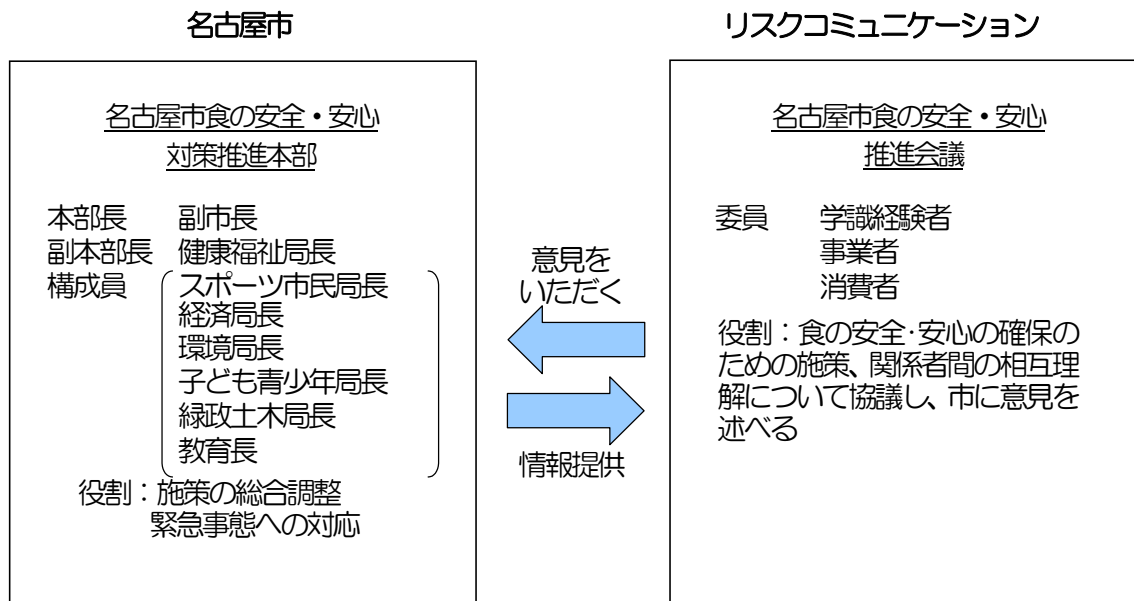 名古屋市
名古屋市食の安全・安心
対策推進本部
本部長 副市長
副本部長 健康福祉局長
構成員 スポーツ市民局長
経済局長
環境局長
子ども青少年局長
緑政土木局長
教育長
役割：施策の総合調整
緊急事態への対応
意見を
いただく
情報提供
リスクコミュニケーション
名古屋市食の安全・安心
推進会議
委員 学識経験者
事業者
消費者
役割：食の安全・安心の確保の
ための施策、関係者間の相互理
解について協議し、市に意見を
述べる